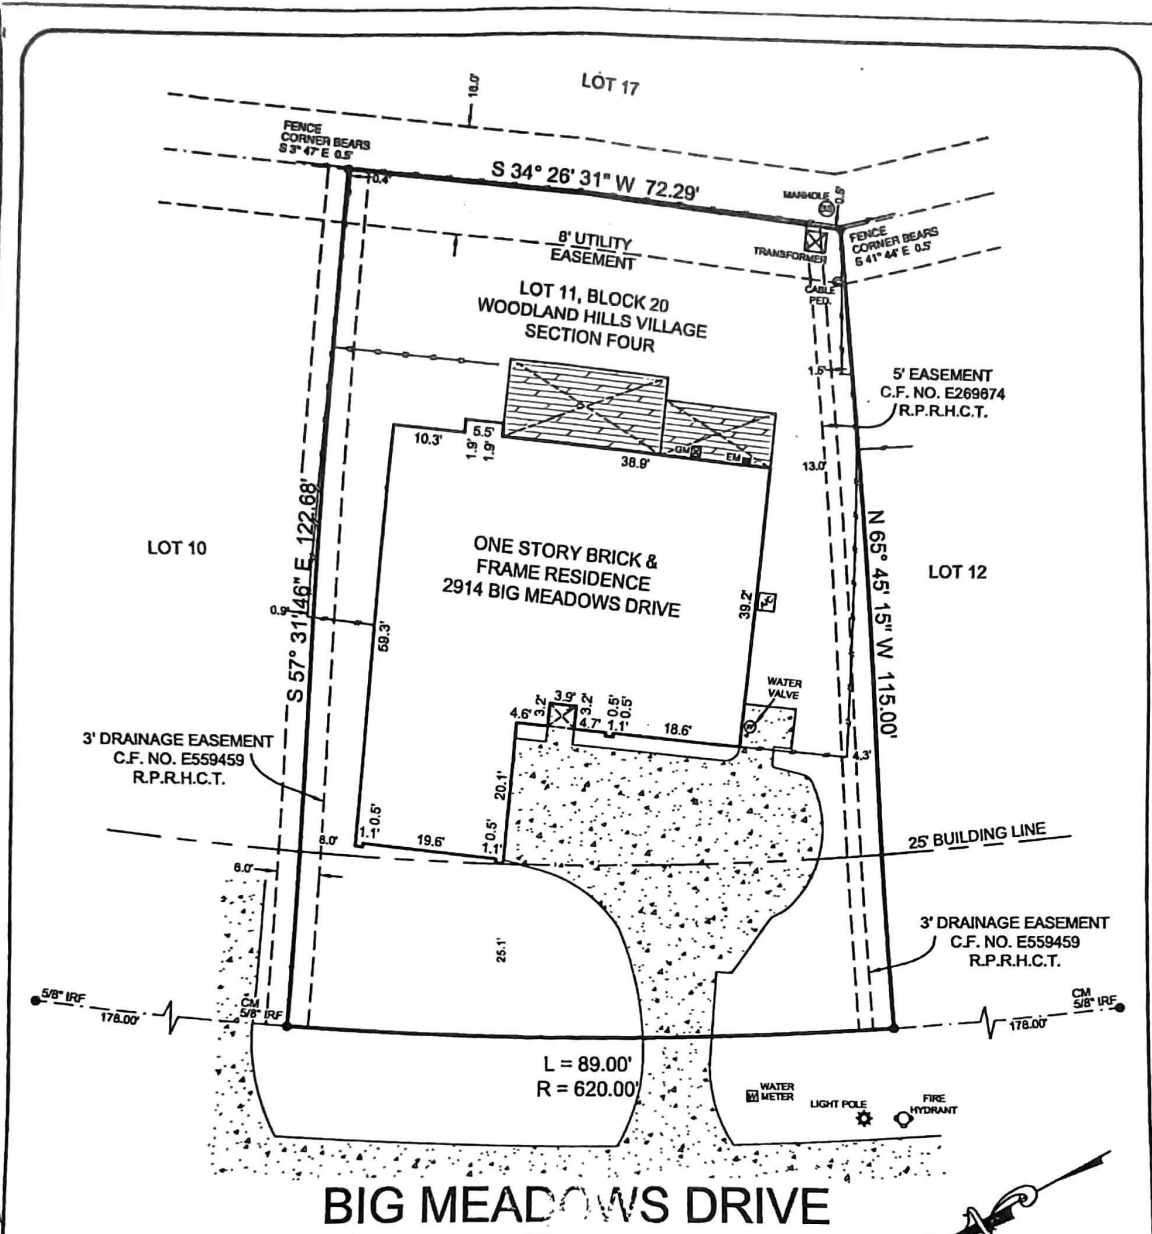 LOT 17
16.0'
FENCE
CORNER BEARS
S 3° 47' E 0.5'
0.4'
S 34° 26' 31" W 72.29'
MANHOLE
0.5'
SS
FENCE
CORNER BEARS
S 41° 44' E 0.5'
TRANSFORMER
8' UTILITY
EASEMENT
CABLE
PED.
LOT 11, BLOCK 20
WOODLAND HILLS VILLAGE
SECTION FOUR
1.5'
5' EASEMENT
C.F. NO. E269874
R.P.R.H.C.T.
10.3'
5.5'
1.9'
1.9'
38.9'
GM
EM
13.0'
S 57° 31' 46" E 122.68'
N 65° 45' 15" W 115.00'
LOT 10
ONE STORY BRICK &
FRAME RESIDENCE
2914 BIG MEADOWS DRIVE
LOT 12
39.2'
A/C
0.9'
59.3'
WATER
VALVE
4.6'
3.2'
3.9'
3.2'
4.7'
0.5'
0.5'
1.1'
18.6'
4.3'
3' DRAINAGE EASEMENT
C.F. NO. E559459
R.P.R.H.C.T.
20.1'
0.5'
1.1'
19.6'
0.5'
1.1'
25' BUILDING LINE
6.0'
6.0'
25.1'
3' DRAINAGE EASEMENT
C.F. NO. E559459
R.P.R.H.C.T.
5/8" IRF
178.00'
CM
5/8" IRF
CM
5/8" IRF
178.00'
L = 89.00'
R = 620.00'
WATER
METER
LIGHT POLE
FIRE
HYDRANT
BIG MEADOWS DRIVE